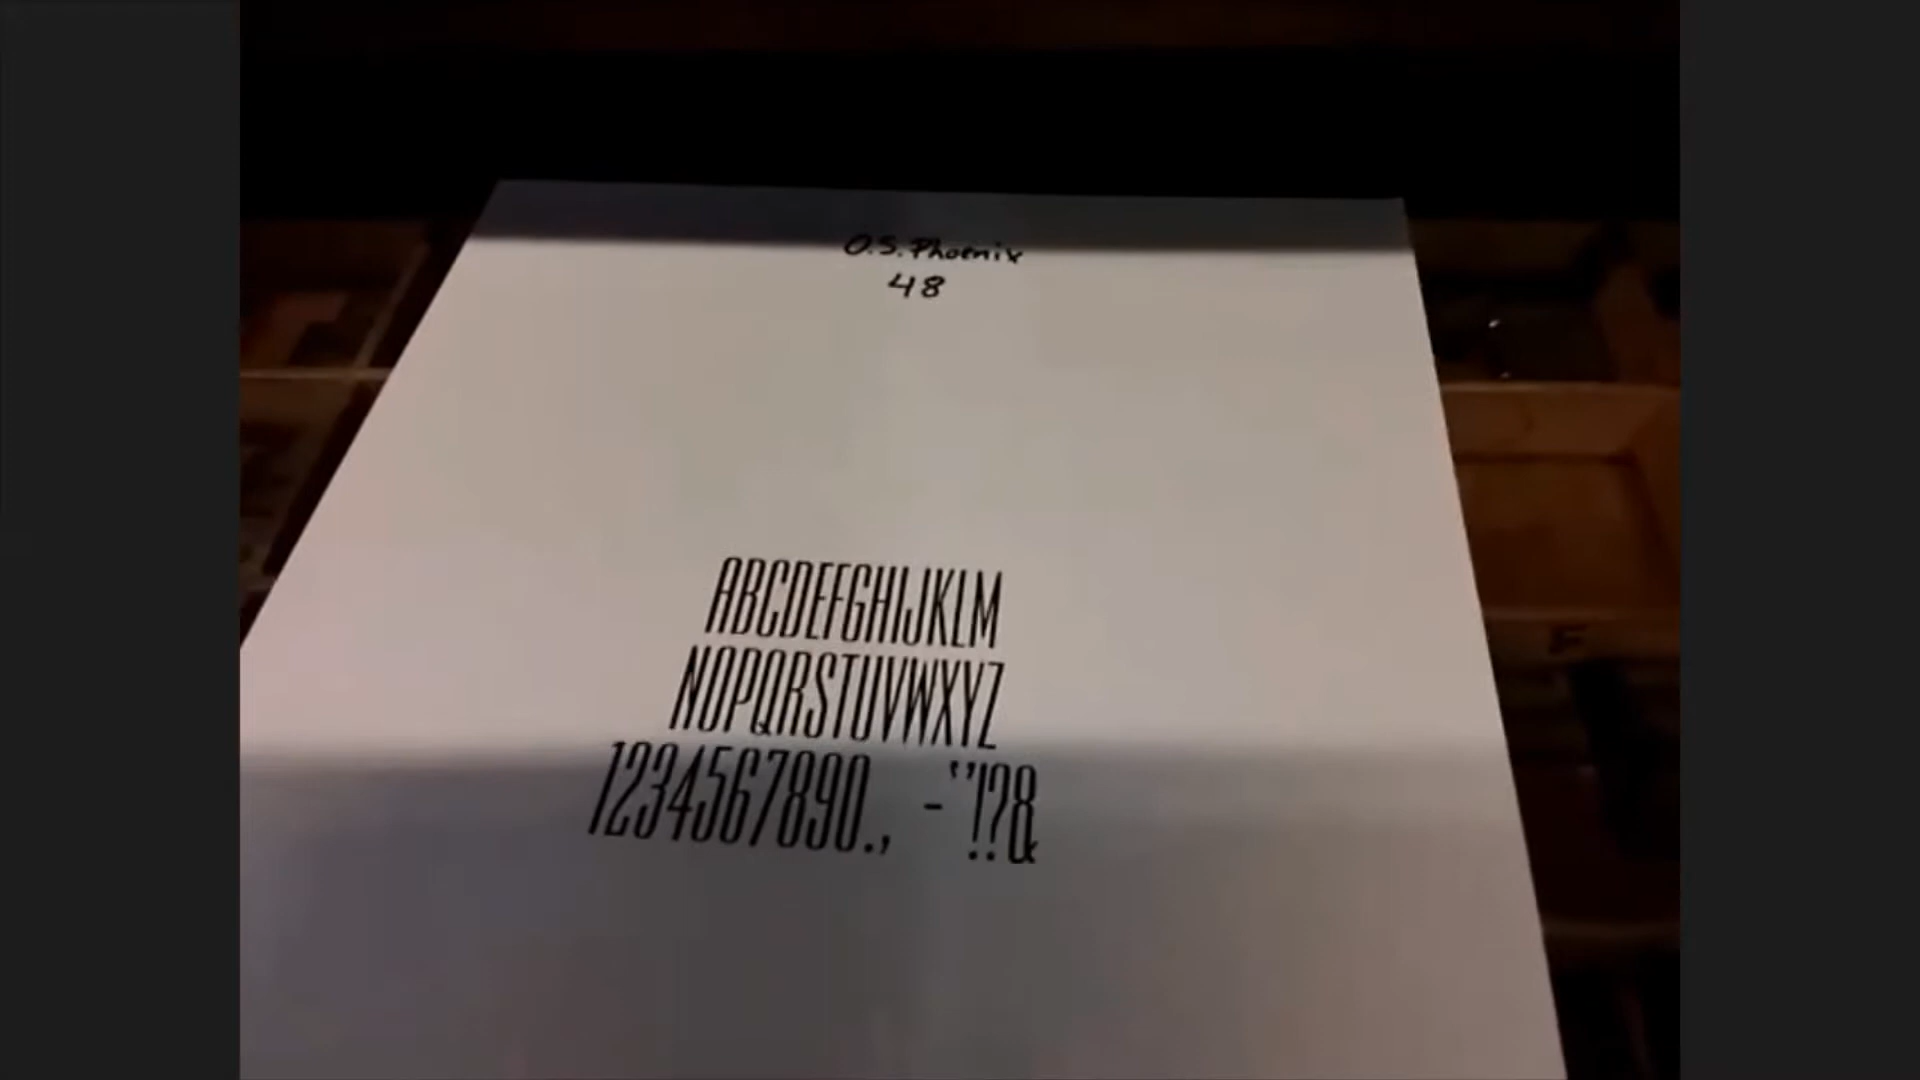 O.S. Phoenix
48
ABCDEFGHIJKLM
NOPQRSTUVWXYZ
1234567890., -‘’!?&
F